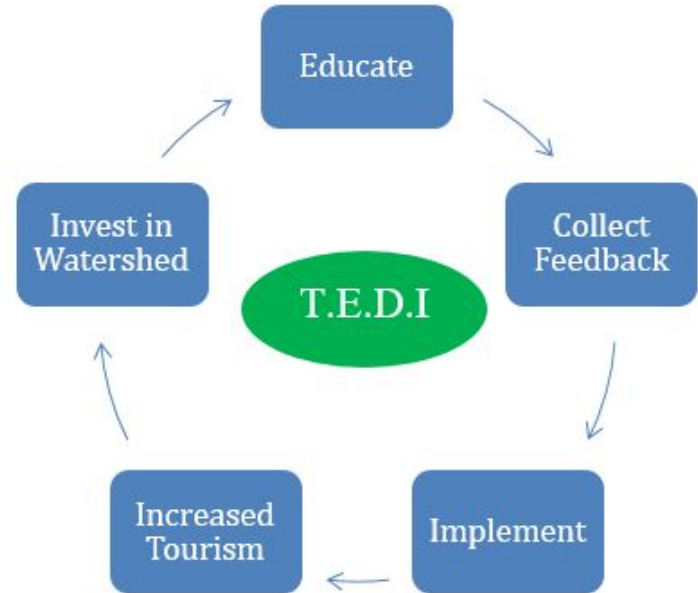 Educate
Collect
Feedback
Implement
Increased
Tourism
Invest in
Watershed
T.E.D.I